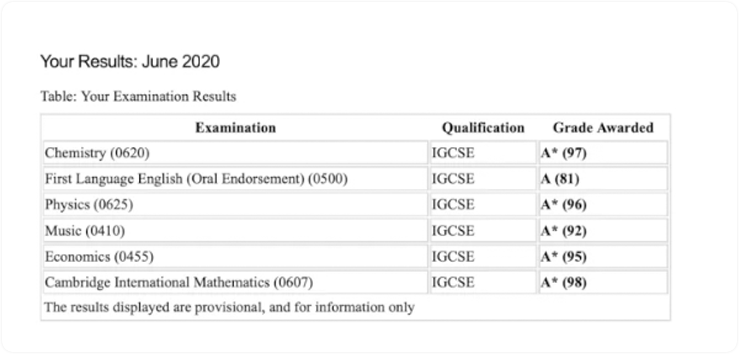 Your Results: June 2020
Table: Your Examination Results
Examination Qualification Grade Awarded
Chemistry (0620) IGCSE A* (97)
First Language English (Oral Endorsement) (0500) IGCSE A (81)
Physics (0625) IGCSE A* (96)
Music (0410) IGCSE A* (92)
Economics (0455) IGCSE A* (95)
Cambridge International Mathematics (0607) IGCSE A* (98)
The results displayed are provisional, and for information only